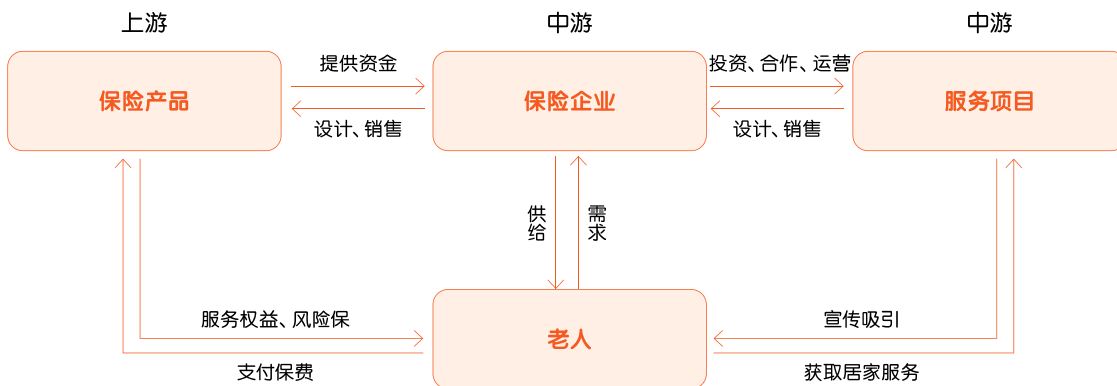 上游
中游
中游
提供资金
投资、合作、运营
保险产品
保险企业
服务项目
设计、销售
设计、销售
供给
需求
服务权益、风险保
老人
宣传吸引
支付保费
获取居家服务